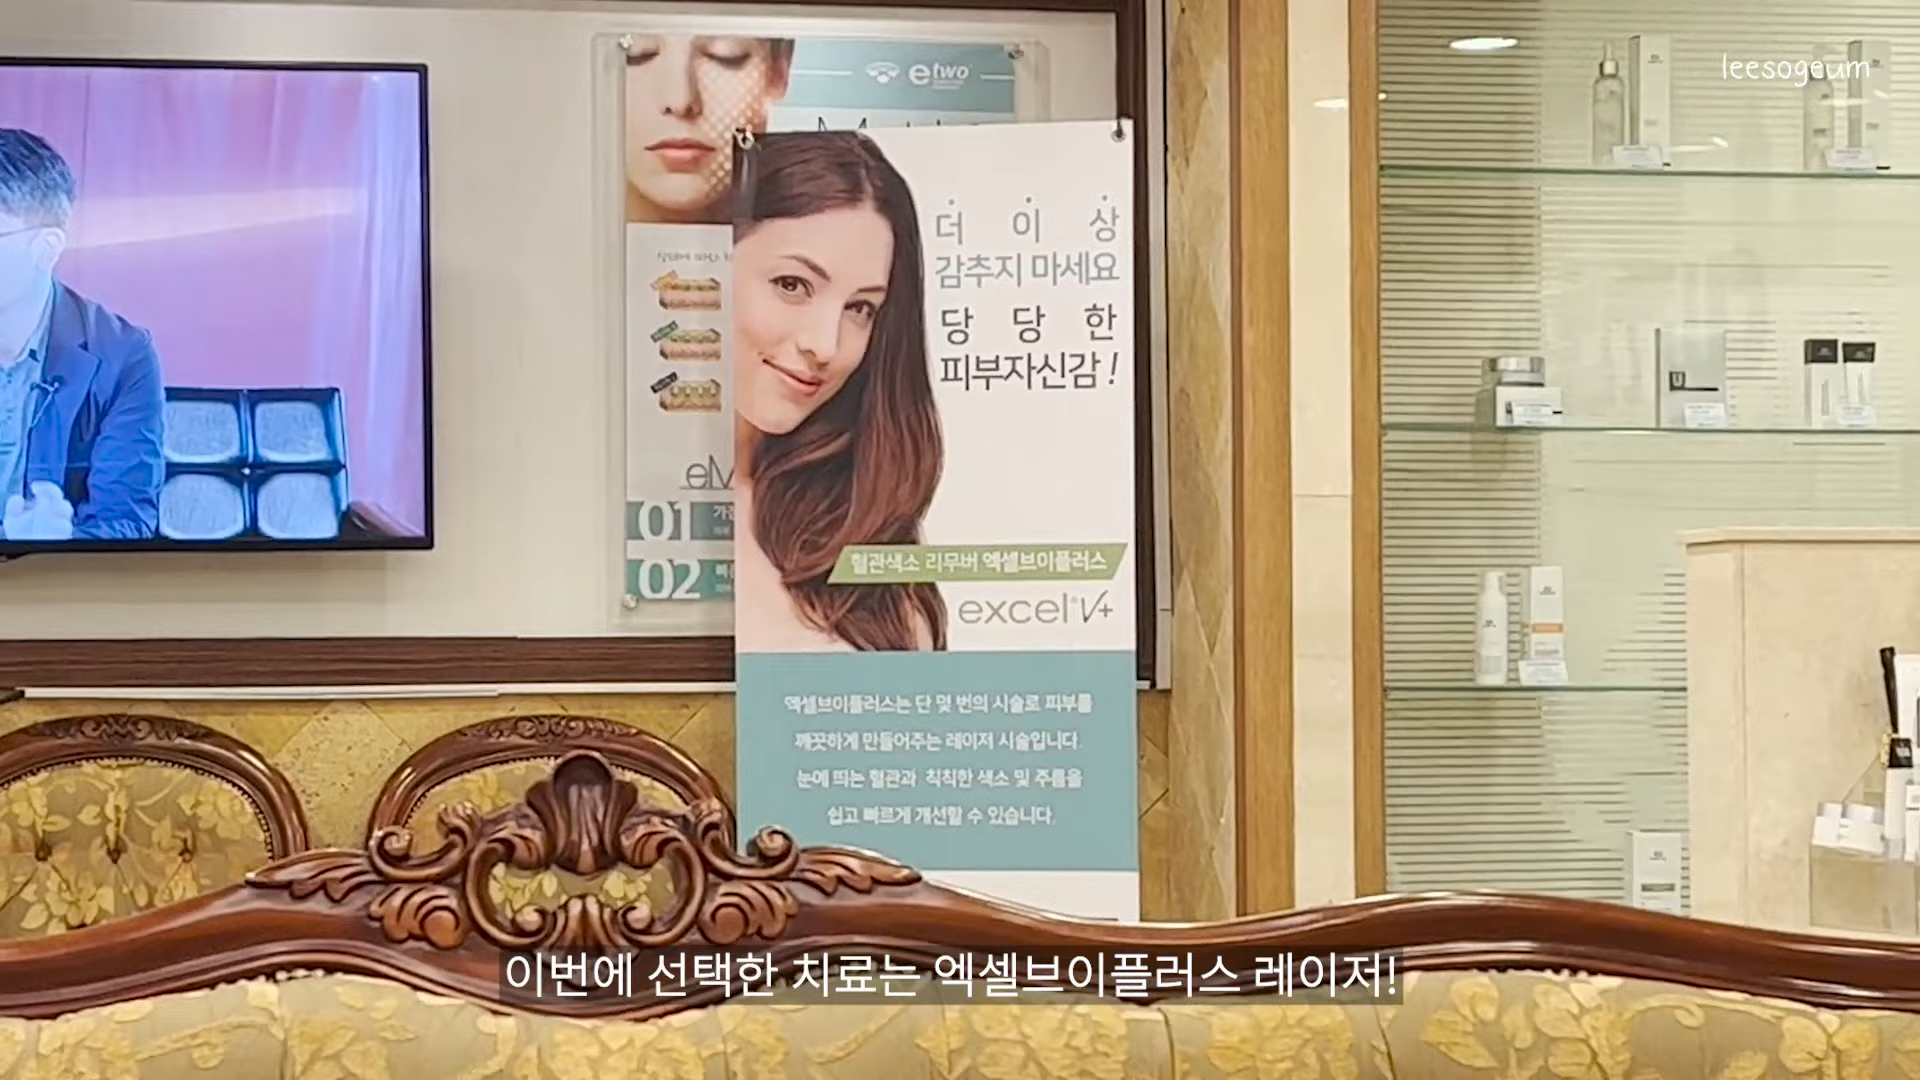 leesogeum
etwo
더 이 상
감추지 마세요
당 당 한
피부자신감!
혈관색소 리무버 엑셀브이플러스
excel V+
엑셀브이플러스는 단 몇 번의 시술로 피부를
깨끗하게 만들어주는 레이저 시술입니다.
눈에 띄는 혈관과 칙칙한 색소 및 주름을
쉽고 빠르게 개선할 수 있습니다.
01
02
이번에 선택한 치료는 엑셀브이플러스 레이저!